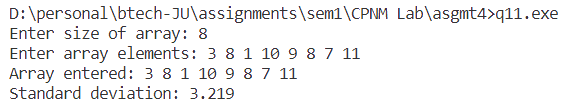 D:\personal\btech-JU\assignments\sem1\CPNM Lab\asgmt4>q11.exe
Enter size of array: 8
Enter array elements: 3 8 1 10 9 8 7 11
Array entered: 3 8 1 10 9 8 7 11
Standard deviation: 3.219